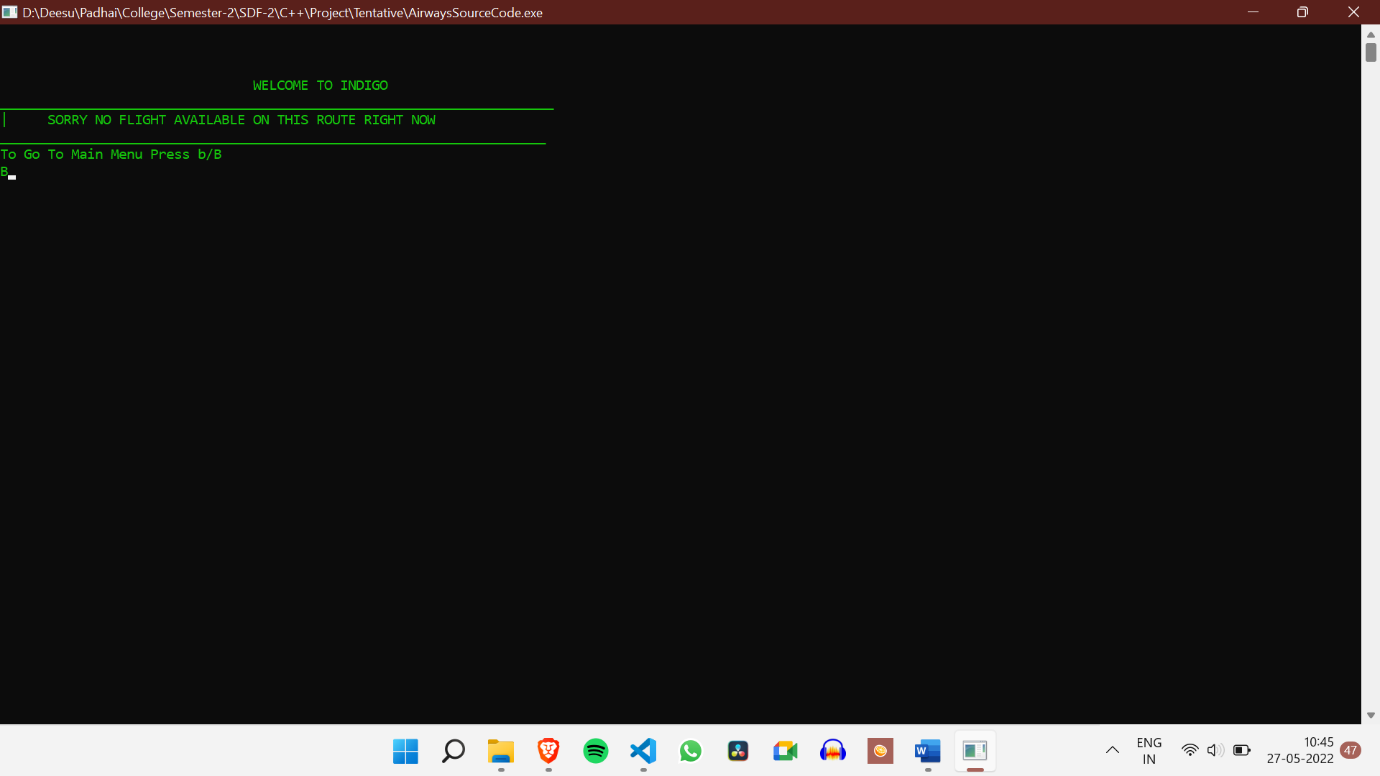 D:\Deesu\Padhai\College\Semester-2\SDF-2\C++\Project\Tentative\AirwaysSourceCode.exe
WELCOME TO INDIGO
| SORRY NO FLIGHT AVAILABLE ON THIS ROUTE RIGHT NOW
To Go To Main Menu Press b/B
B
W
ENG
IN
10:45
27-05-2022
47